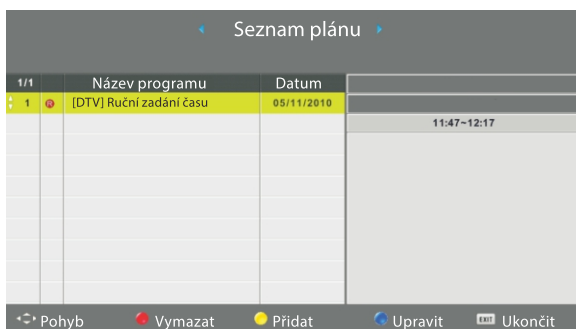 Seznam plánu
1/1 Název programu Datum
1 R [DTV] Ruční zadání času 05/11/2010
11:47~12:17
Pohyb Vymazat Přidat Upravit EXIT Ukončit